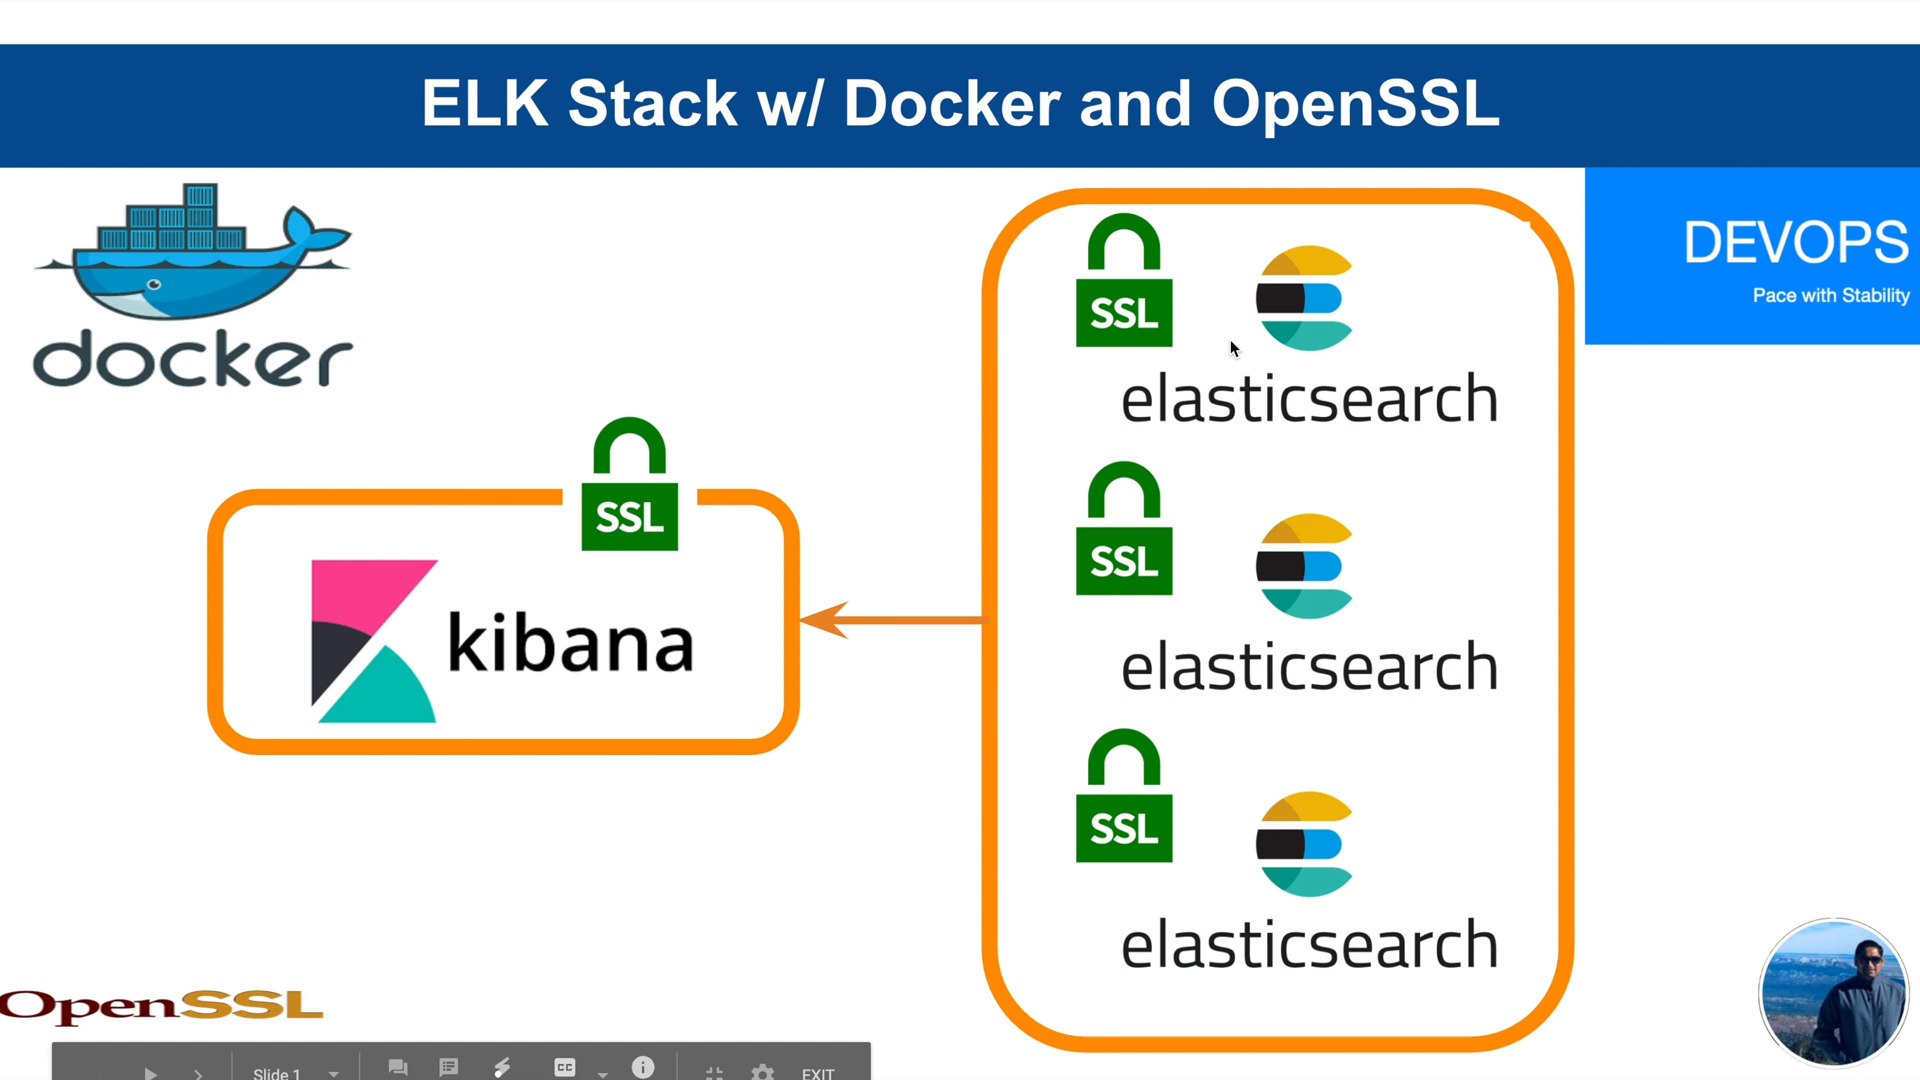 ELK Stack w/ Docker and OpenSSL
docker
DEVOPS
Pace with Stability
SSL
elasticsearch
SSL
kibana
SSL
elasticsearch
SSL
elasticsearch
OpenSSL
Slide 1
CC
EXIT